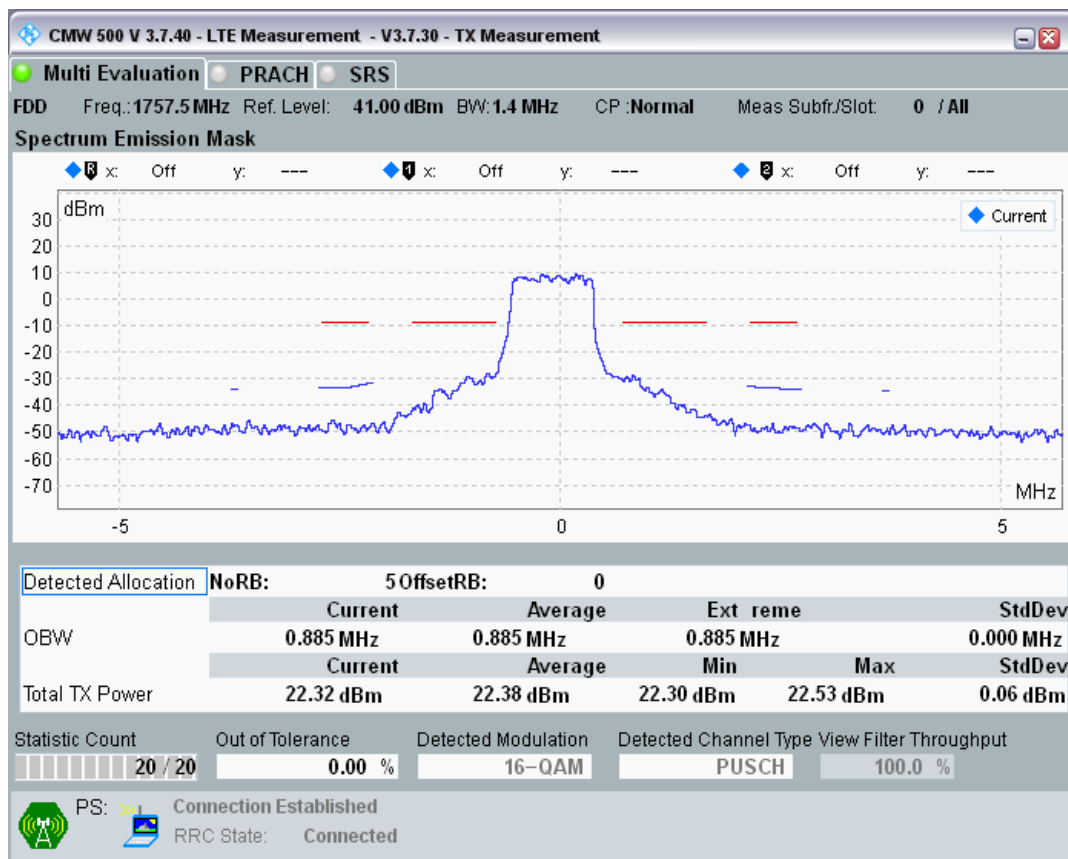 CMW 500 V 3.7.40 - LTE Measurement - V3.7.30 - TX Measurement
Multi Evaluation PRACH SRS
FDD Freq.: 1757.5 MHz Ref. Level: 41.00 dBm BW: 1.4 MHz CP : Normal Meas Subfr./Slot: 0 / All
Spectrum Emission Mask
R x: Off y: --- 1 x: Off y: --- 2 x: Off y: ---
dBm
Current
30
20
10
0
-10
-20
-30
-40
-50
-60
-70
MHz
-5 0 5
Detected Allocation NoRB: 5 OffsetRB: 0
Current Average Ext reme StdDev
OBW 0.885 MHz 0.885 MHz 0.885 MHz 0.000 MHz
Current Average Min Max StdDev
Total TX Power 22.32 dBm 22.38 dBm 22.30 dBm 22.53 dBm 0.06 dBm
Statistic Count Out of Tolerance Detected Modulation Detected Channel Type View Filter Throughput
20 / 20 0.00 % 16-QAM PUSCH 100.0 %
PS: Connection Established
RRC State: Connected